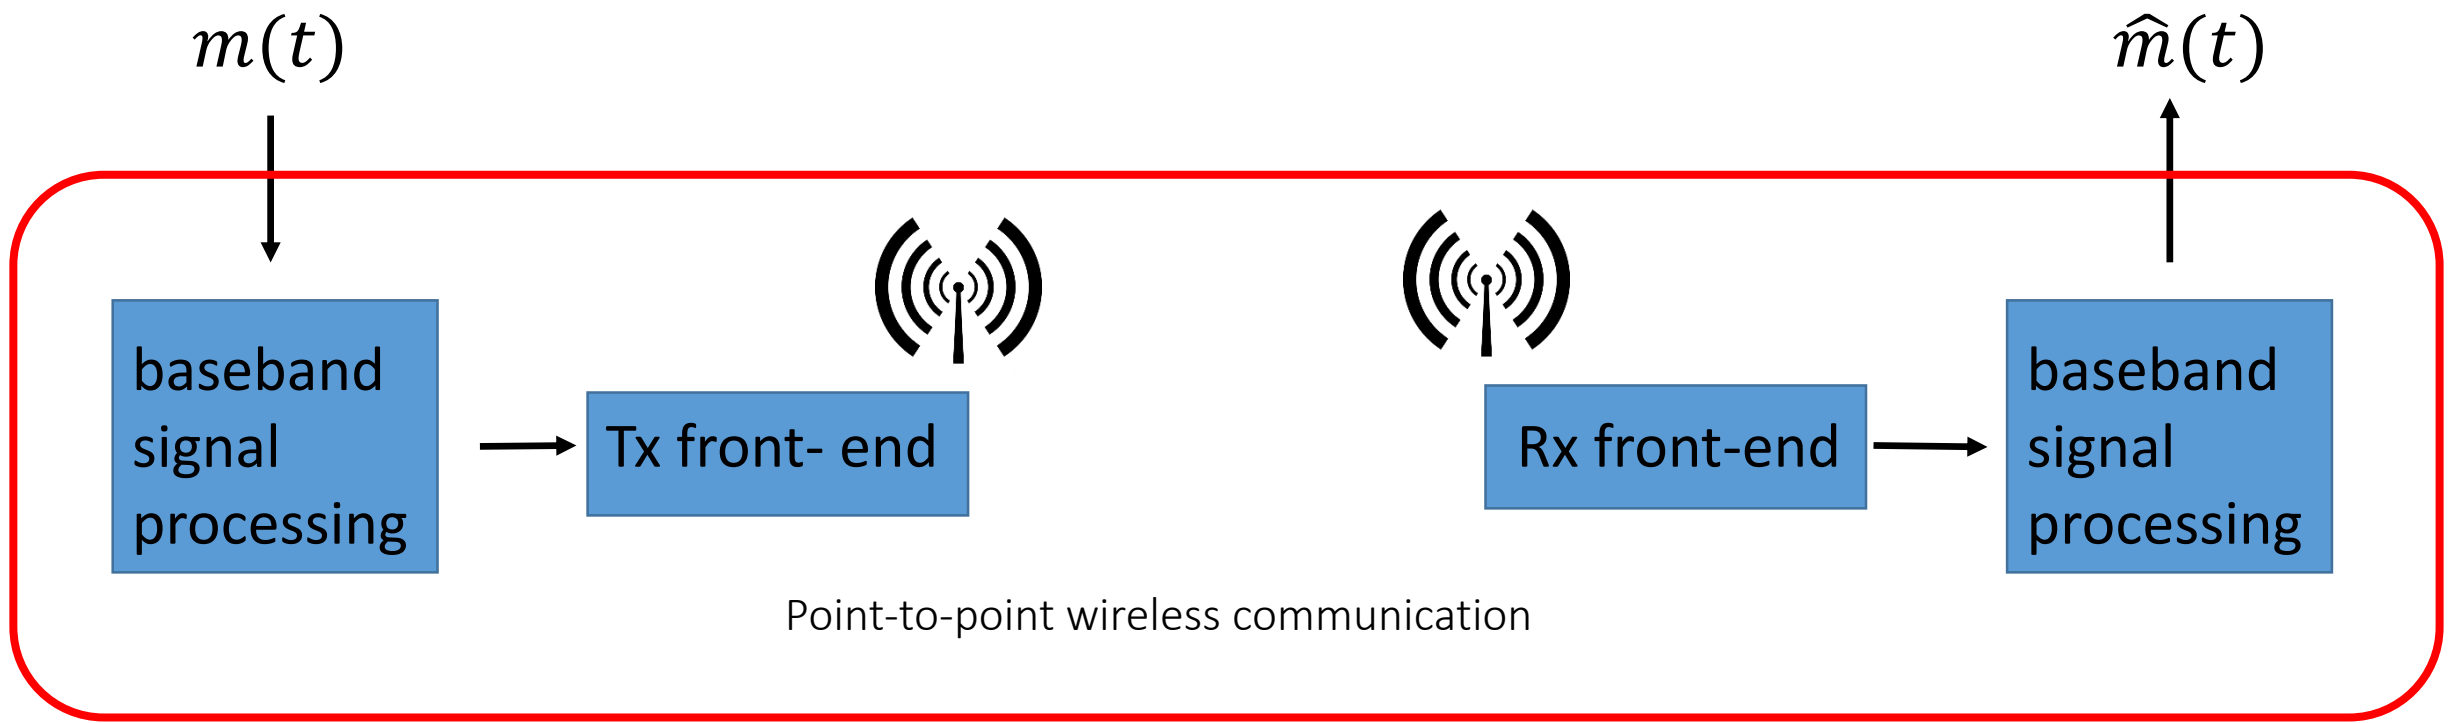 m(t)
m̂(t)
baseband
signal
processing
Tx front- end
Rx front-end
baseband
signal
processing
Point-to-point wireless communication